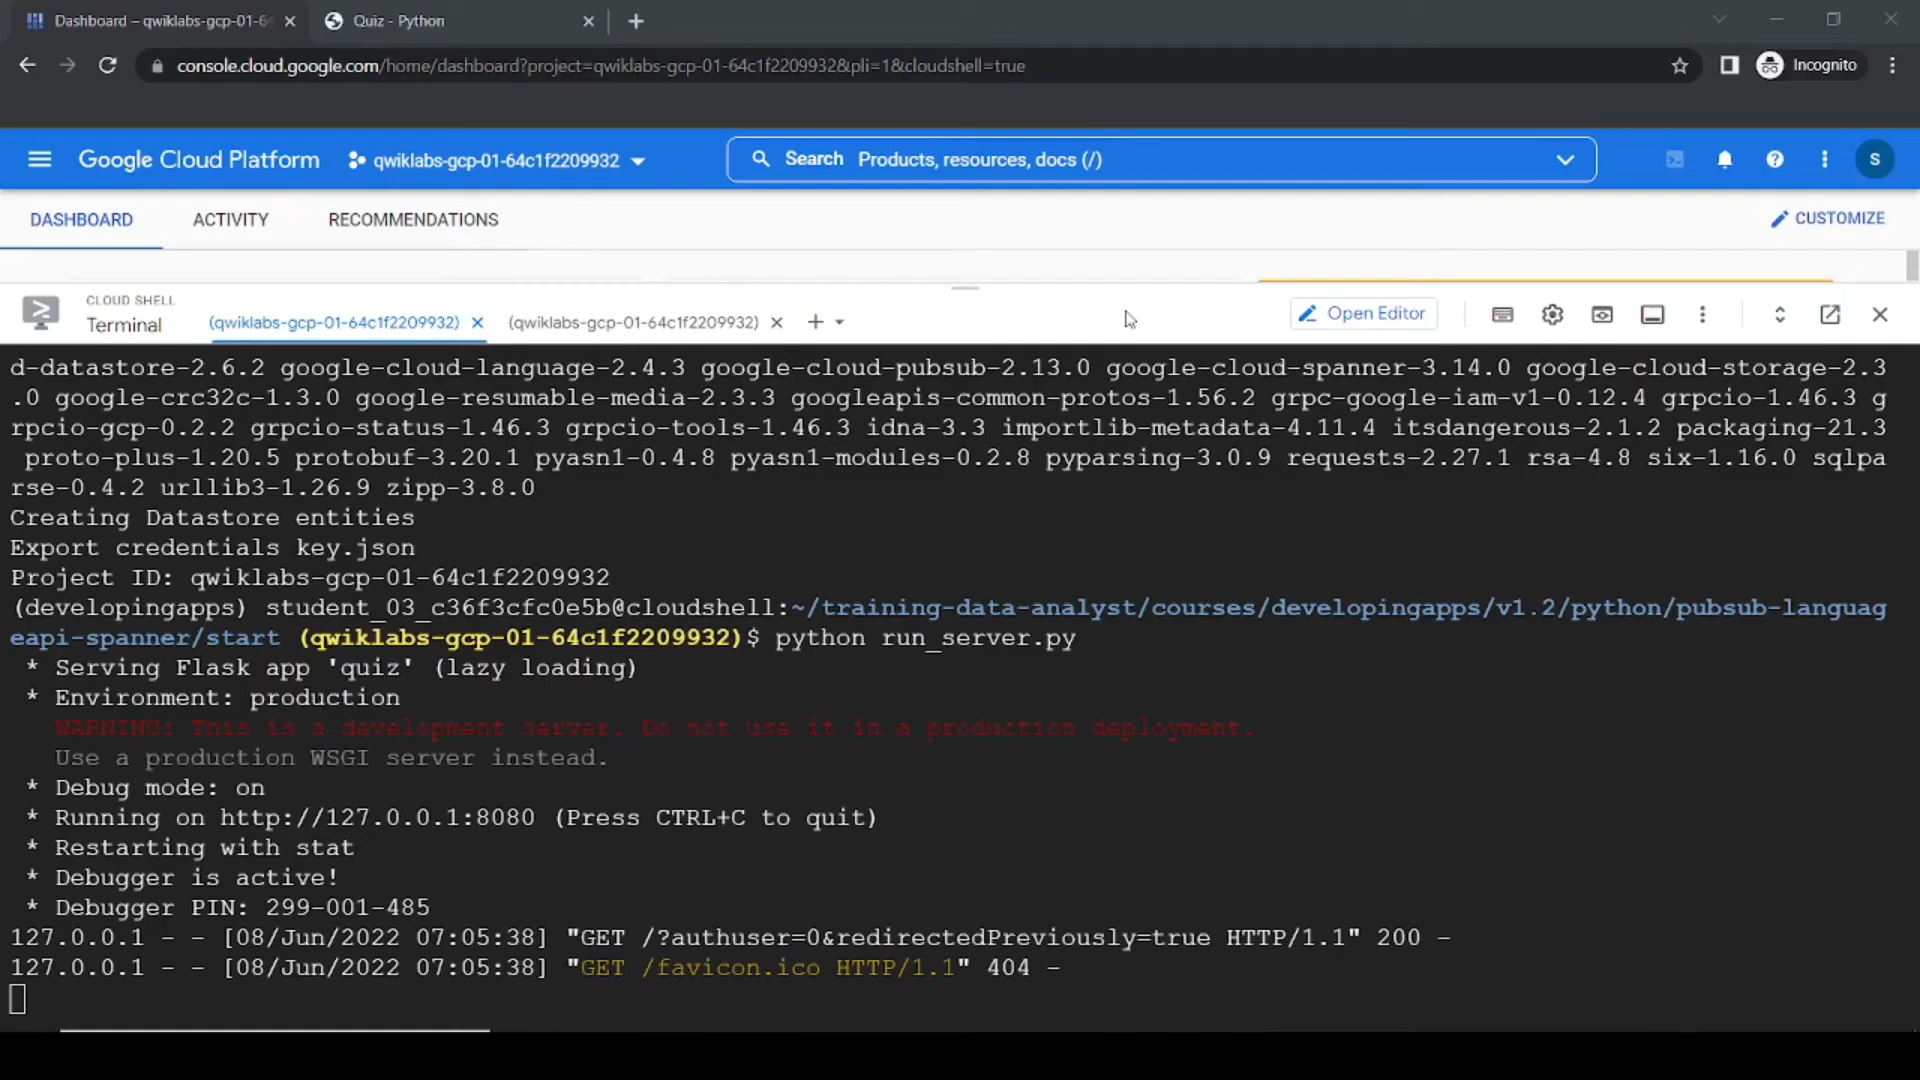 Dashboard – qwiklabs-gcp-01-6
Quiz - Python
console.cloud.google.com/home/dashboard?project=qwiklabs-gcp-01-64c1f2209932&pli=1&cloudshell=true
Incognito
Google Cloud Platform
qwiklabs-gcp-01-64c1f2209932
Search Products, resources, docs (/)
S
DASHBOARD
ACTIVITY
RECOMMENDATIONS
CUSTOMIZE
CLOUD SHELL
Terminal
(qwiklabs-gcp-01-64c1f2209932)
(qwiklabs-gcp-01-64c1f2209932)
Open Editor
d-datastore-2.6.2 google-cloud-language-2.4.3 google-cloud-pubsub-2.13.0 google-cloud-spanner-3.14.0 google-cloud-storage-2.3
.0 google-crc32c-1.3.0 google-resumable-media-2.3.3 googleapis-common-protos-1.56.2 grpc-google-iam-v1-0.12.4 grpcio-1.46.3 g
rpcio-gcp-0.2.2 grpcio-status-1.46.3 grpcio-tools-1.46.3 idna-3.3 importlib-metadata-4.11.4 itsdangerous-2.1.2 packaging-21.3
proto-plus-1.20.5 protobuf-3.20.1 pyasn1-0.4.8 pyasn1-modules-0.2.8 pyparsing-3.0.9 requests-2.27.1 rsa-4.8 six-1.16.0 sqlpa
rse-0.4.2 urllib3-1.26.9 zipp-3.8.0
Creating Datastore entities
Export credentials key.json
Project ID: qwiklabs-gcp-01-64c1f2209932
(developingapps) student_03_c36f3cfc0e5b@cloudshell:~/training-data-analyst/courses/developingapps/v1.2/python/pubsub-languag
eapi-spanner/start (qwiklabs-gcp-01-64c1f2209932)$ python run_server.py
* Serving Flask app 'quiz' (lazy loading)
* Environment: production
WARNING: This is a development server. Do not use it in a production deployment.
Use a production WSGI server instead.
* Debug mode: on
* Running on http://127.0.0.1:8080 (Press CTRL+C to quit)
* Restarting with stat
* Debugger is active!
* Debugger PIN: 299-001-485
127.0.0.1 - - [08/Jun/2022 07:05:38] "GET /?authuser=0&redirectedPreviously=true HTTP/1.1" 200 -
127.0.0.1 - - [08/Jun/2022 07:05:38] "GET /favicon.ico HTTP/1.1" 404 -